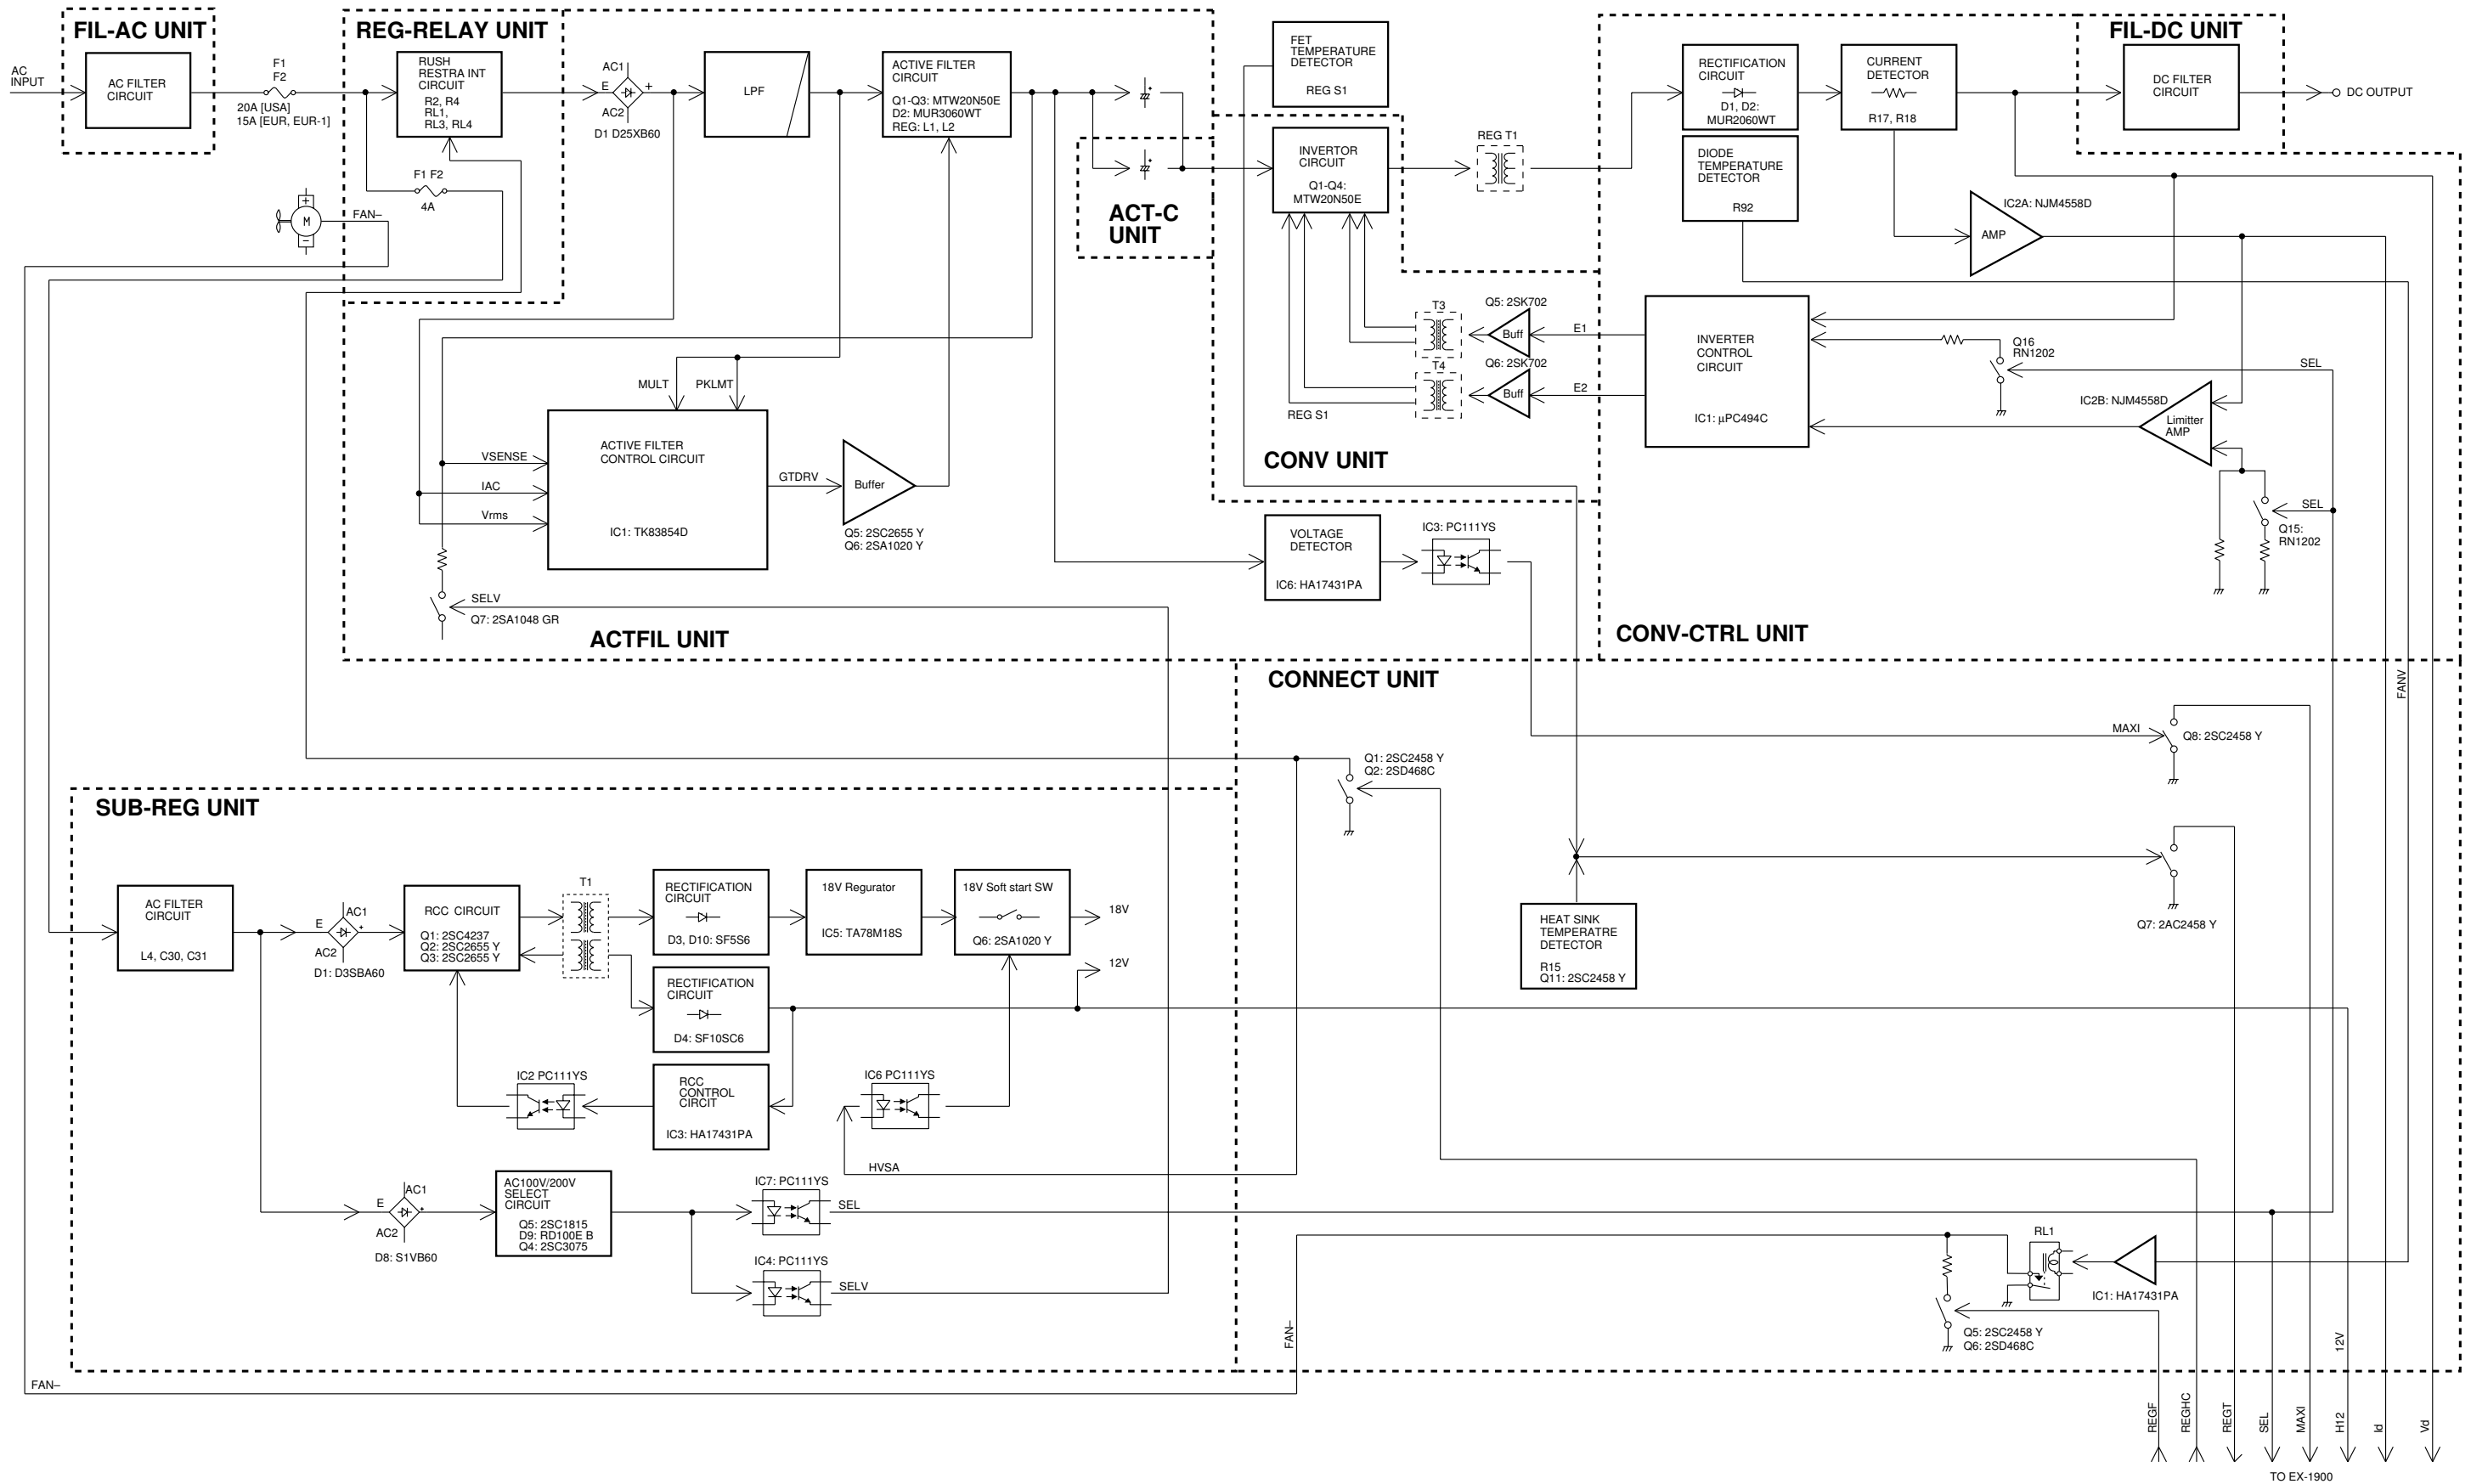 FIL-AC UNIT
AC
INPUT
AC FILTER
CIRCUIT
F1
F2
20A [USA]
15A [EUR, EUR-1]
REG-RELAY UNIT
RUSH
RESTRA INT
CIRCUIT
R2, R4
RL1,
RL3, RL4
F1 F2
4A
M
+
–
FAN–
AC1
E
+
AC2
D1 D25XB60
LPF
ACTIVE FILTER
CIRCUIT
Q1-Q3: MTW20N50E
D2: MUR3060WT
REG: L1, L2
ACT-C
UNIT
FET
TEMPERATURE
DETECTOR
REG S1
INVERTOR
CIRCUIT
Q1-Q4:
MTW20N50E
REG T1
RECTIFICATION
CIRCUIT
D1, D2:
MUR2060WT
CURRENT
DETECTOR
R17, R18
FIL-DC UNIT
DC FILTER
CIRCUIT
DC OUTPUT
DIODE
TEMPERATURE
DETECTOR
R92
IC2A: NJM4558D
AMP
T3
Q5: 2SK702
Buff
E1
Q6: 2SK702
T4
Buff
E2
REG S1
INVERTER
CONTROL
CIRCUIT
IC1: µPC494C
Q16
RN1202
SEL
IC2B: NJM4558D
Limitter
AMP
SEL
Q15:
RN1202
MULT
PKLMT
ACTIVE FILTER
CONTROL CIRCUIT
IC1: TK83854D
VSENSE
IAC
Vrms
GTDRV
Buffer
Q5: 2SC2655 Y
Q6: 2SA1020 Y
SELV
Q7: 2SA1048 GR
ACTFIL UNIT
CONV UNIT
VOLTAGE
DETECTOR
IC6: HA17431PA
IC3: PC111YS
CONV-CTRL UNIT
CONNECT UNIT
FANV
MAXI
Q8: 2SC2458 Y
Q1: 2SC2458 Y
Q2: 2SD468C
Q7: 2AC2458 Y
HEAT SINK
TEMPERATRE
DETECTOR
R15
Q11: 2SC2458 Y
SUB-REG UNIT
AC FILTER
CIRCUIT
L4, C30, C31
E
AC1
+
AC2
D1: D3SBA60
RCC CIRCUIT
Q1: 2SC4237
Q2: 2SC2655 Y
Q3: 2SC2655 Y
T1
RECTIFICATION
CIRCUIT
D3, D10: SF5S6
18V Regurator
IC5: TA78M18S
18V Soft start SW
Q6: 2SA1020 Y
18V
12V
RECTIFICATION
CIRCUIT
D4: SF10SC6
IC2 PC111YS
RCC
CONTROL
CIRCIT
IC3: HA17431PA
IC6 PC111YS
HVSA
E
AC1
+
AC2
D8: S1VB60
AC100V/200V
SELECT
CIRCUIT
Q5: 2SC1815
D9: RD100E B
Q4: 2SC3075
IC7: PC111YS
SEL
IC4: PC111YS
SELV
RL1
IC1: HA17431PA
Q5: 2SC2458 Y
Q6: 2SD468C
FAN–
12V
FAN–
REGF
REGHC
REGT
SEL
MAXI
H12
Id
Vd
TO EX-1900